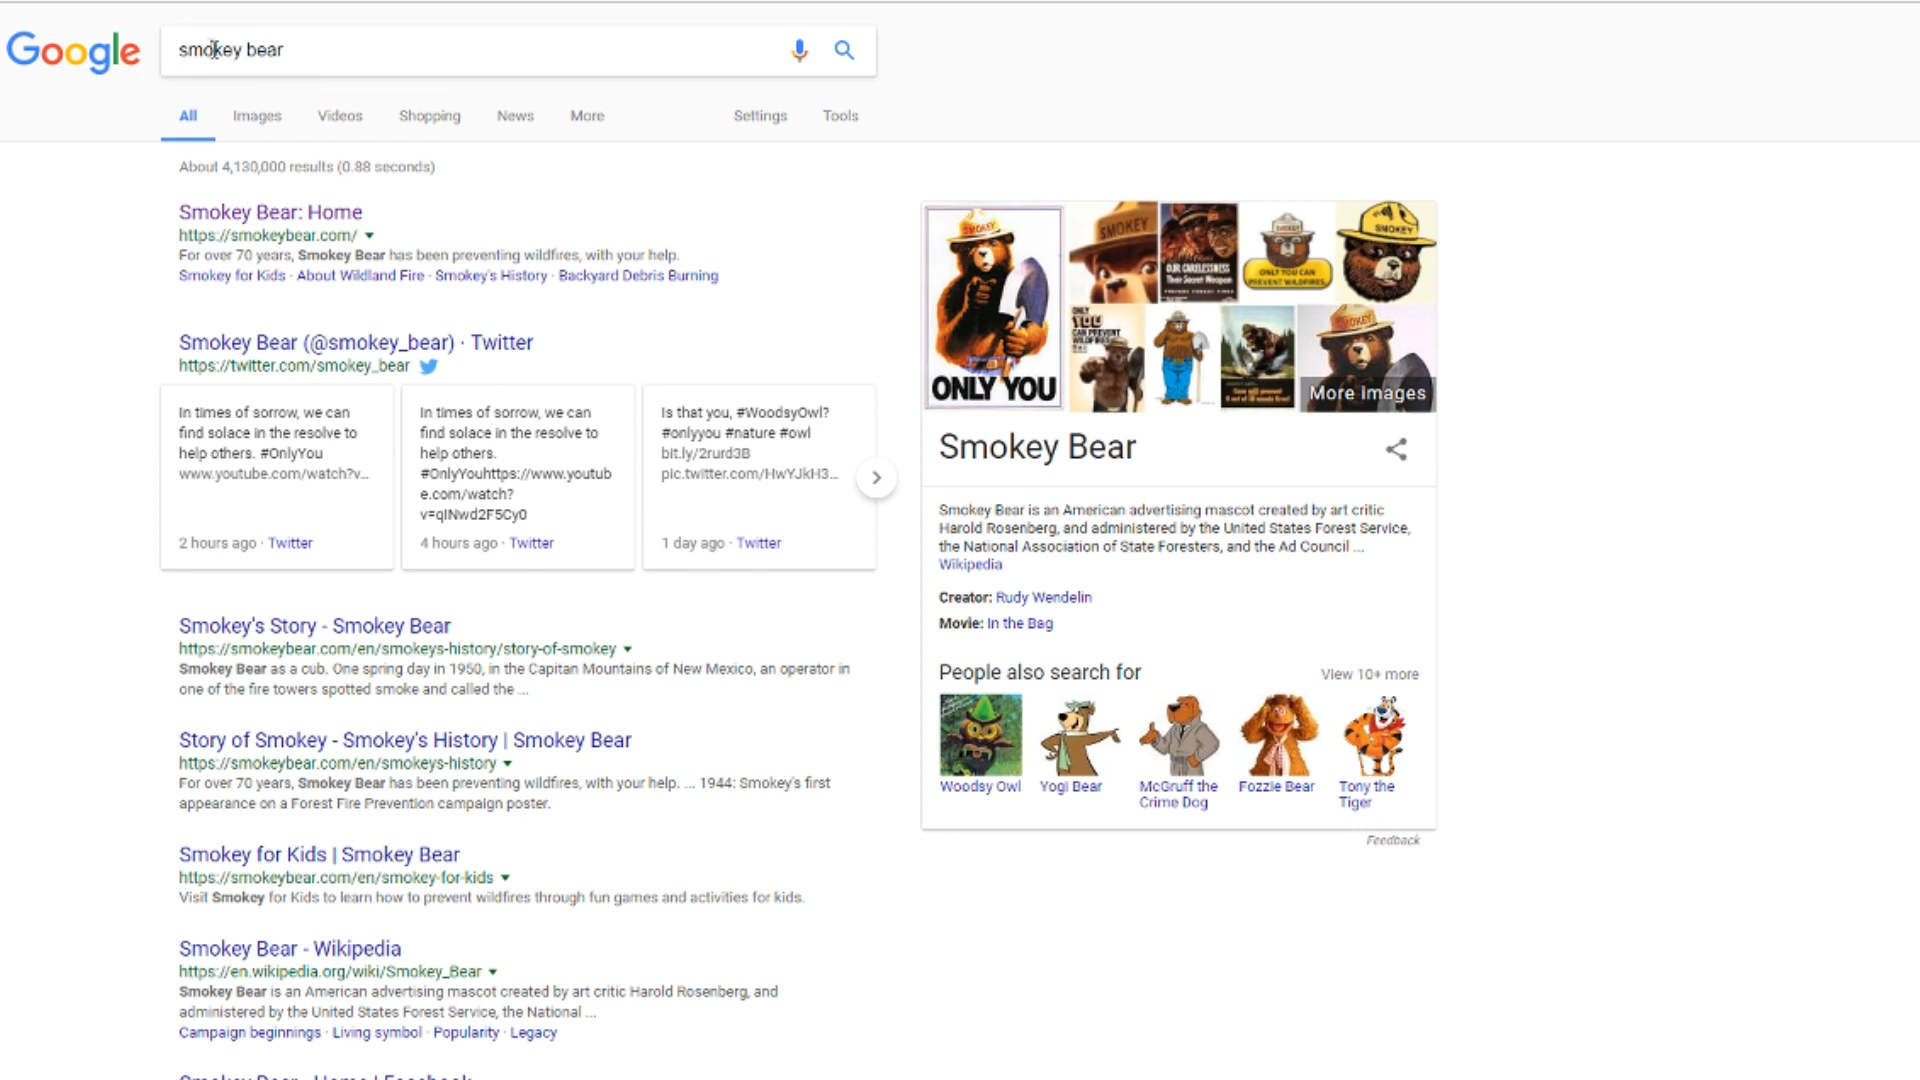 Google
smokey bear
All Images Videos Shopping News More Settings Tools
About 4,130,000 results (0.88 seconds)
Smokey Bear: Home
https://smokeybear.com/
For over 70 years, Smokey Bear has been preventing wildfires, with your help.
Smokey for Kids · About Wildland Fire · Smokey's History · Backyard Debris Burning
Smokey Bear (@smokey_bear) · Twitter
https://twitter.com/smokey_bear
In times of sorrow, we can
find solace in the resolve to
help others. #OnlyYou
www.youtube.com/watch?v...
2 hours ago · Twitter
In times of sorrow, we can
find solace in the resolve to
help others.
#OnlyYouhttps://www.youtub
e.com/watch?
v=qINwd2F5Cy0
4 hours ago · Twitter
Is that you, #WoodsyOwl?
#onlyyou #nature #owl
bit.ly/2rurd3B
pic.twitter.com/HwYJkH3...
1 day ago · Twitter
Smokey's Story - Smokey Bear
https://smokeybear.com/en/smokeys-history/story-of-smokey
Smokey Bear as a cub. One spring day in 1950, in the Capitan Mountains of New Mexico, an operator in
one of the fire towers spotted smoke and called the ...
Story of Smokey - Smokey's History | Smokey Bear
https://smokeybear.com/en/smokeys-history
For over 70 years, Smokey Bear has been preventing wildfires, with your help. ... 1944: Smokey's first
appearance on a Forest Fire Prevention campaign poster.
Smokey for Kids | Smokey Bear
https://smokeybear.com/en/smokey-for-kids
Visit Smokey for Kids to learn how to prevent wildfires through fun games and activities for kids.
Smokey Bear - Wikipedia
https://en.wikipedia.org/wiki/Smokey_Bear
Smokey Bear is an American advertising mascot created by art critic Harold Rosenberg, and
administered by the United States Forest Service, the National ...
Campaign beginnings · Living symbol · Popularity · Legacy
Smokey Bear - Home | Facebook
SMOKEY
ONLY YOU
SMOKEY
OUR CARELESSNESS
Their Secret Weapon
PREVENT FOREST FIRES
SMOKEY
ONLY YOU CAN
PREVENT WILDFIRES
SMOKEY
ONLY
YOU
CAN PREVENT
WILDFIRES
SMOKEY
More Images
Smokey Bear
Smokey Bear is an American advertising mascot created by art critic
Harold Rosenberg, and administered by the United States Forest Service,
the National Association of State Foresters, and the Ad Council ...
Wikipedia
Creator: Rudy Wendelin
Movie: In the Bag
People also search for
View 10+ more
Woodsy Owl
Yogi Bear
McGruff the
Crime Dog
Fozzie Bear
Tony the
Tiger
Feedback